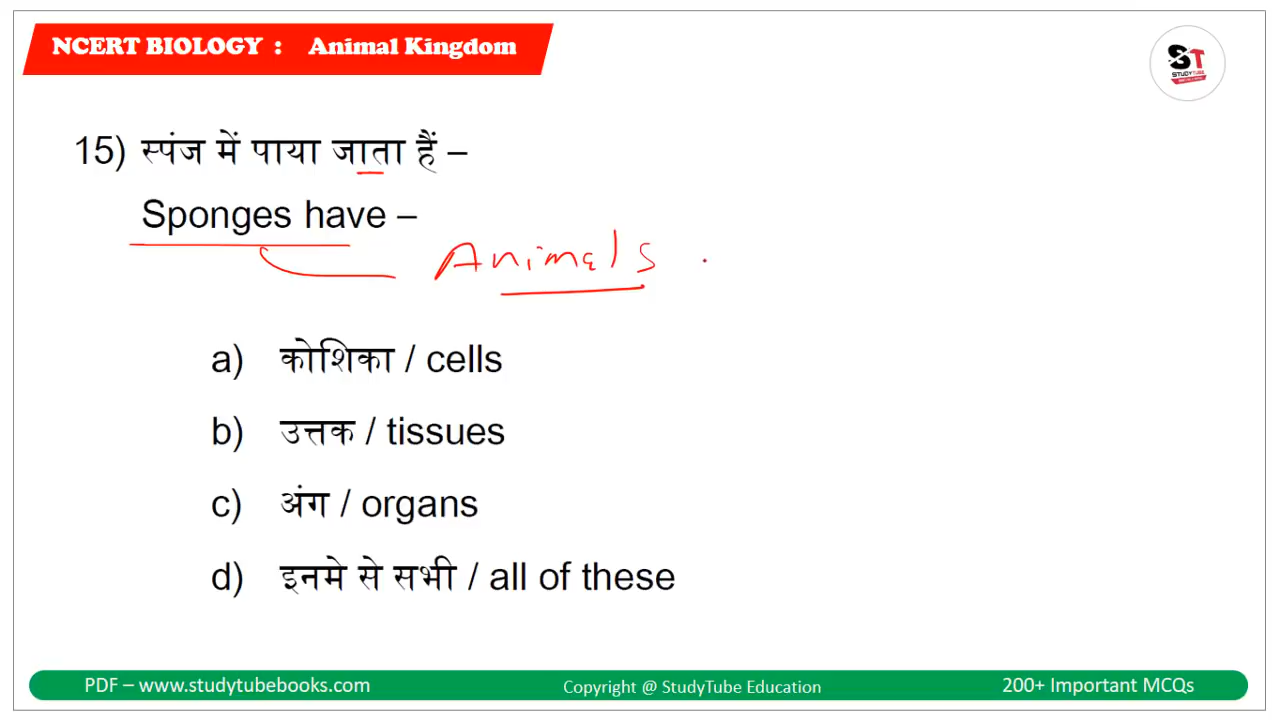 NCERT BIOLOGY : Animal Kingdom
ST
STUDYTUBE
15) स्पंज में पाया जाता हैं –
Sponges have –
Animals
a) कोशिका / cells
b) उत्तक / tissues
c) अंग / organs
d) इनमे से सभी / all of these
PDF – www.studytubebooks.com Copyright @ StudyTube Education 200+ Important MCQs